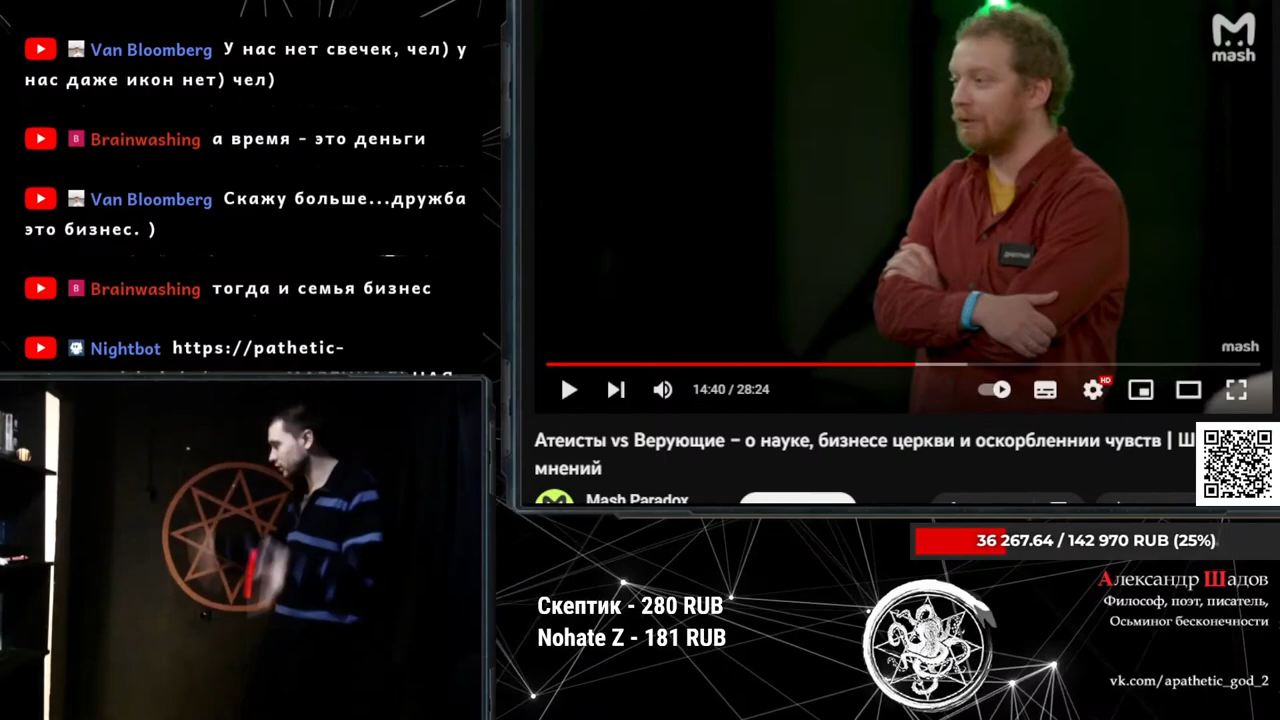 Van Bloomberg У нас нет свечек, чел) у
нас даже икон нет) чел)
B Brainwashing а время - это деньги
Van Bloomberg Скажу больше...дружба
это бизнес. )
B Brainwashing тогда и семья бизнес
Nightbot https://pathetic-
mash
mash
14:40 / 28:24
HD
Атеисты vs Верующие – о науке, бизнесе церкви и оскорбленнии чувств | Ш
мнений
Mash Paradox
36 267.64 / 142 970 RUB (25%)
Скептик - 280 RUB
Nohate Z - 181 RUB
Александр Шадов
Философ, поэт, писатель,
Осьминог бесконечности
vk.com/apathetic_god_2